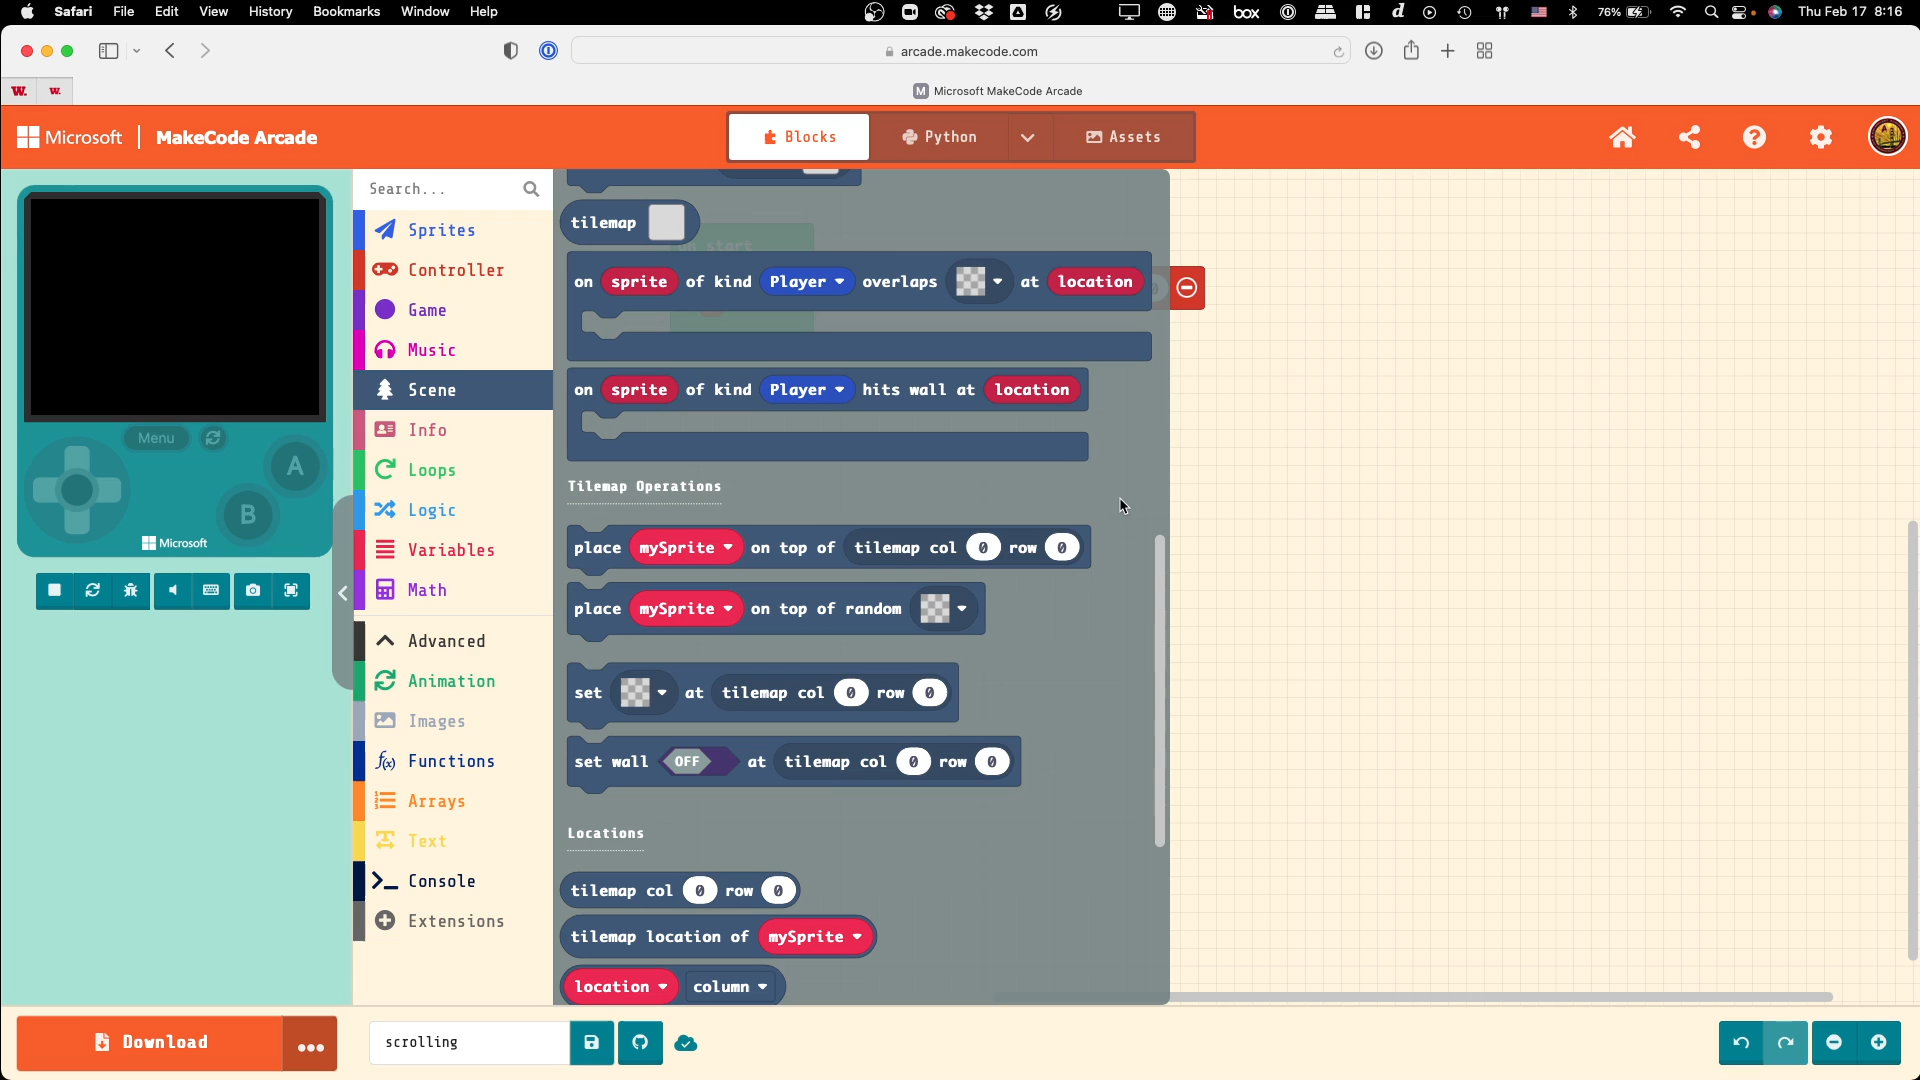 Safari File Edit View History Bookmarks Window Help box 76% Thu Feb 17 8:16
arcade.makecode.com
W. W. M Microsoft MakeCode Arcade
Microsoft MakeCode Arcade Blocks Python Assets
Search...
Sprites
Controller
Game
Music
Scene
Info
Loops
Logic
Variables
Math
Advanced
Animation
Images
Functions
Arrays
Text
Console
Extensions
Menu
A
B
Microsoft
tilemap
on start
on sprite of kind Player overlaps at location
on sprite of kind Player hits wall at location
Tilemap Operations
place mySprite on top of tilemap col 0 row 0
place mySprite on top of random
set at tilemap col 0 row 0
set wall OFF at tilemap col 0 row 0
Locations
tilemap col 0 row 0
tilemap location of mySprite
location column
Download ... scrolling